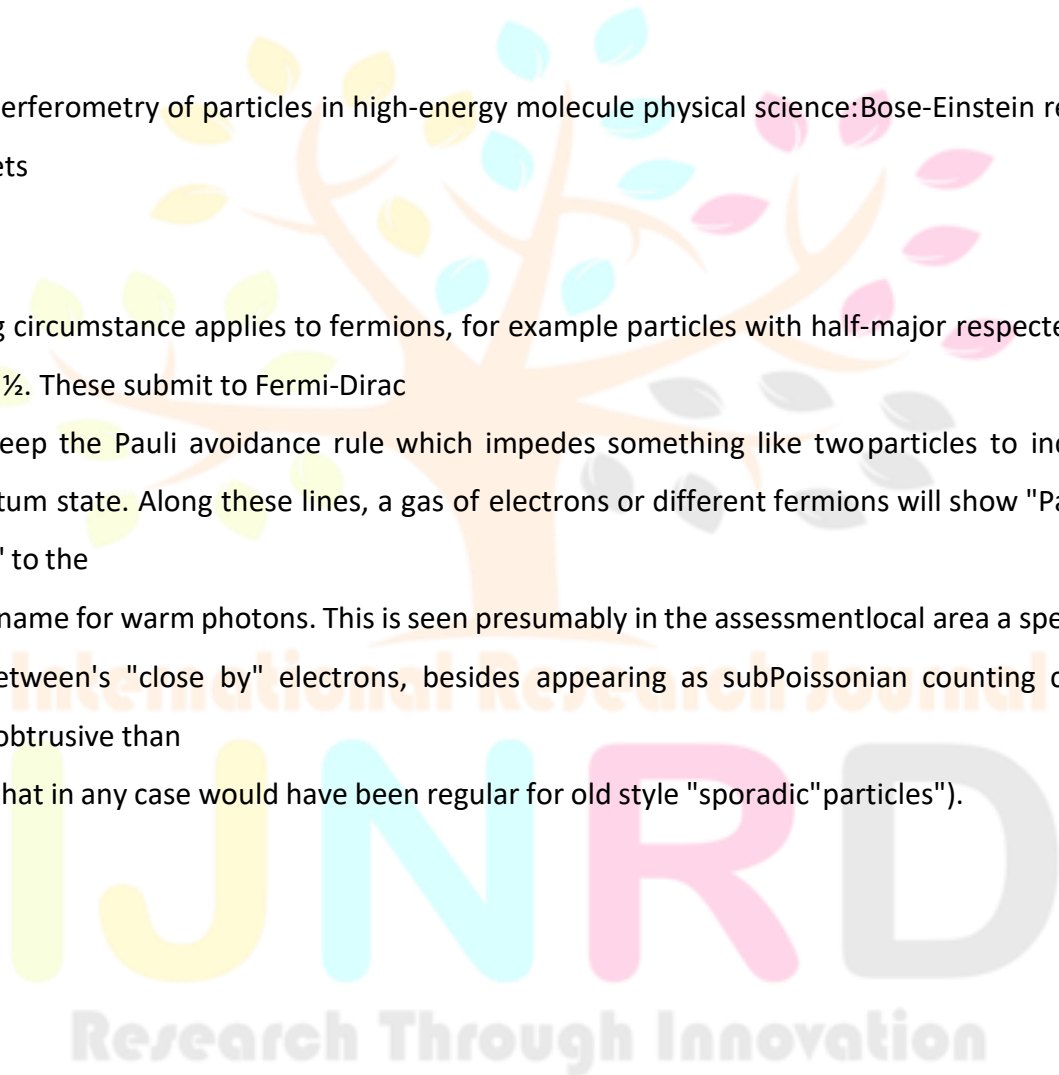 erferometry of particles in high-energy molecule physical science:Bose-Einstein re
ets
g circumstance applies to fermions, for example particles with half-major respecte
½. These submit to Fermi-Dirac
eep the Pauli avoidance rule which impedes something like twoparticles to inc
tum state. Along these lines, a gas of electrons or different fermions will show "Pa
" to the
name for warm photons. This is seen presumably in the assessmentlocal area a spe
etween's "close by" electrons, besides appearing as subPoissonian counting
obtrusive than
International Research Journal
hat in any case would have been regular for old style "sporadic"particles").
IJNRD
Research Through Innovation